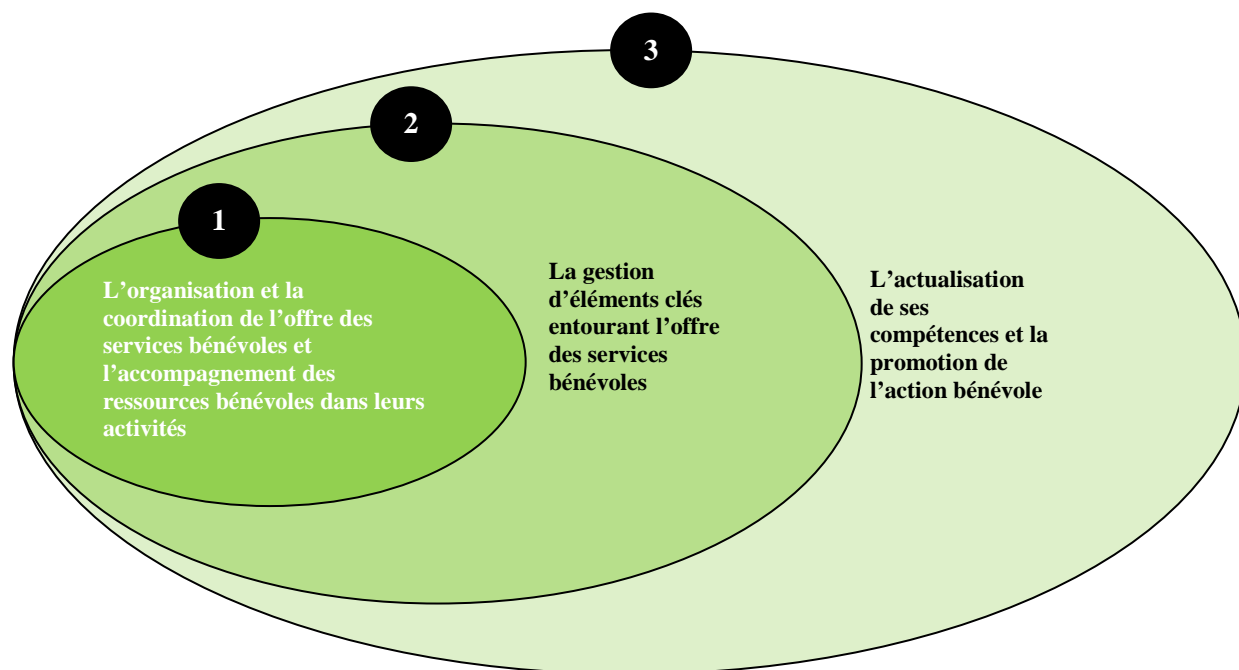 3
2
1
L'organisation et la
coordination de l'offre des
services bénévoles et
l'accompagnement des
ressources bénévoles dans leurs
activités
La gestion
d'éléments clés
entourant l'offre
des services
bénévoles
L'actualisation
de ses
compétences et la
promotion de
l'action bénévole